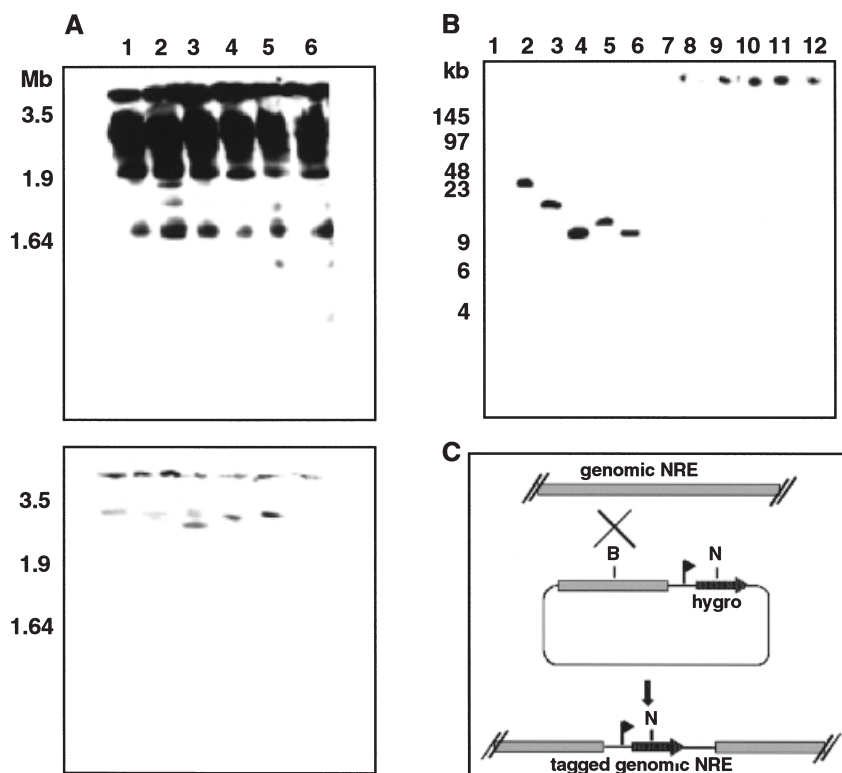 A
1 2 3 4 5 6
Mb
3.5
1.9
1.64
3.5
1.9
1.64
B
1 2 3 4 5 6 7 8 9 10 11 12
kb
145
97
48
23
9
6
4
C
genomic NRE
B N
hygro
N
tagged genomic NRE